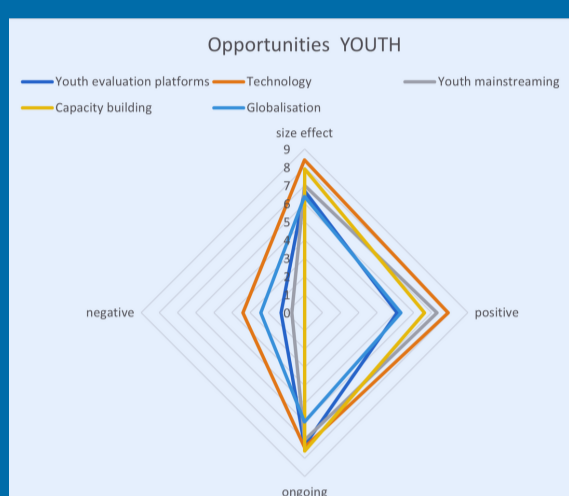 Opportunities YOUTH
Youth evaluation platforms Technology Youth mainstreaming
Capacity building Globalisation
size effect
9
8
7
6
5
4
3
2
1
0
negative
positive
ongoing